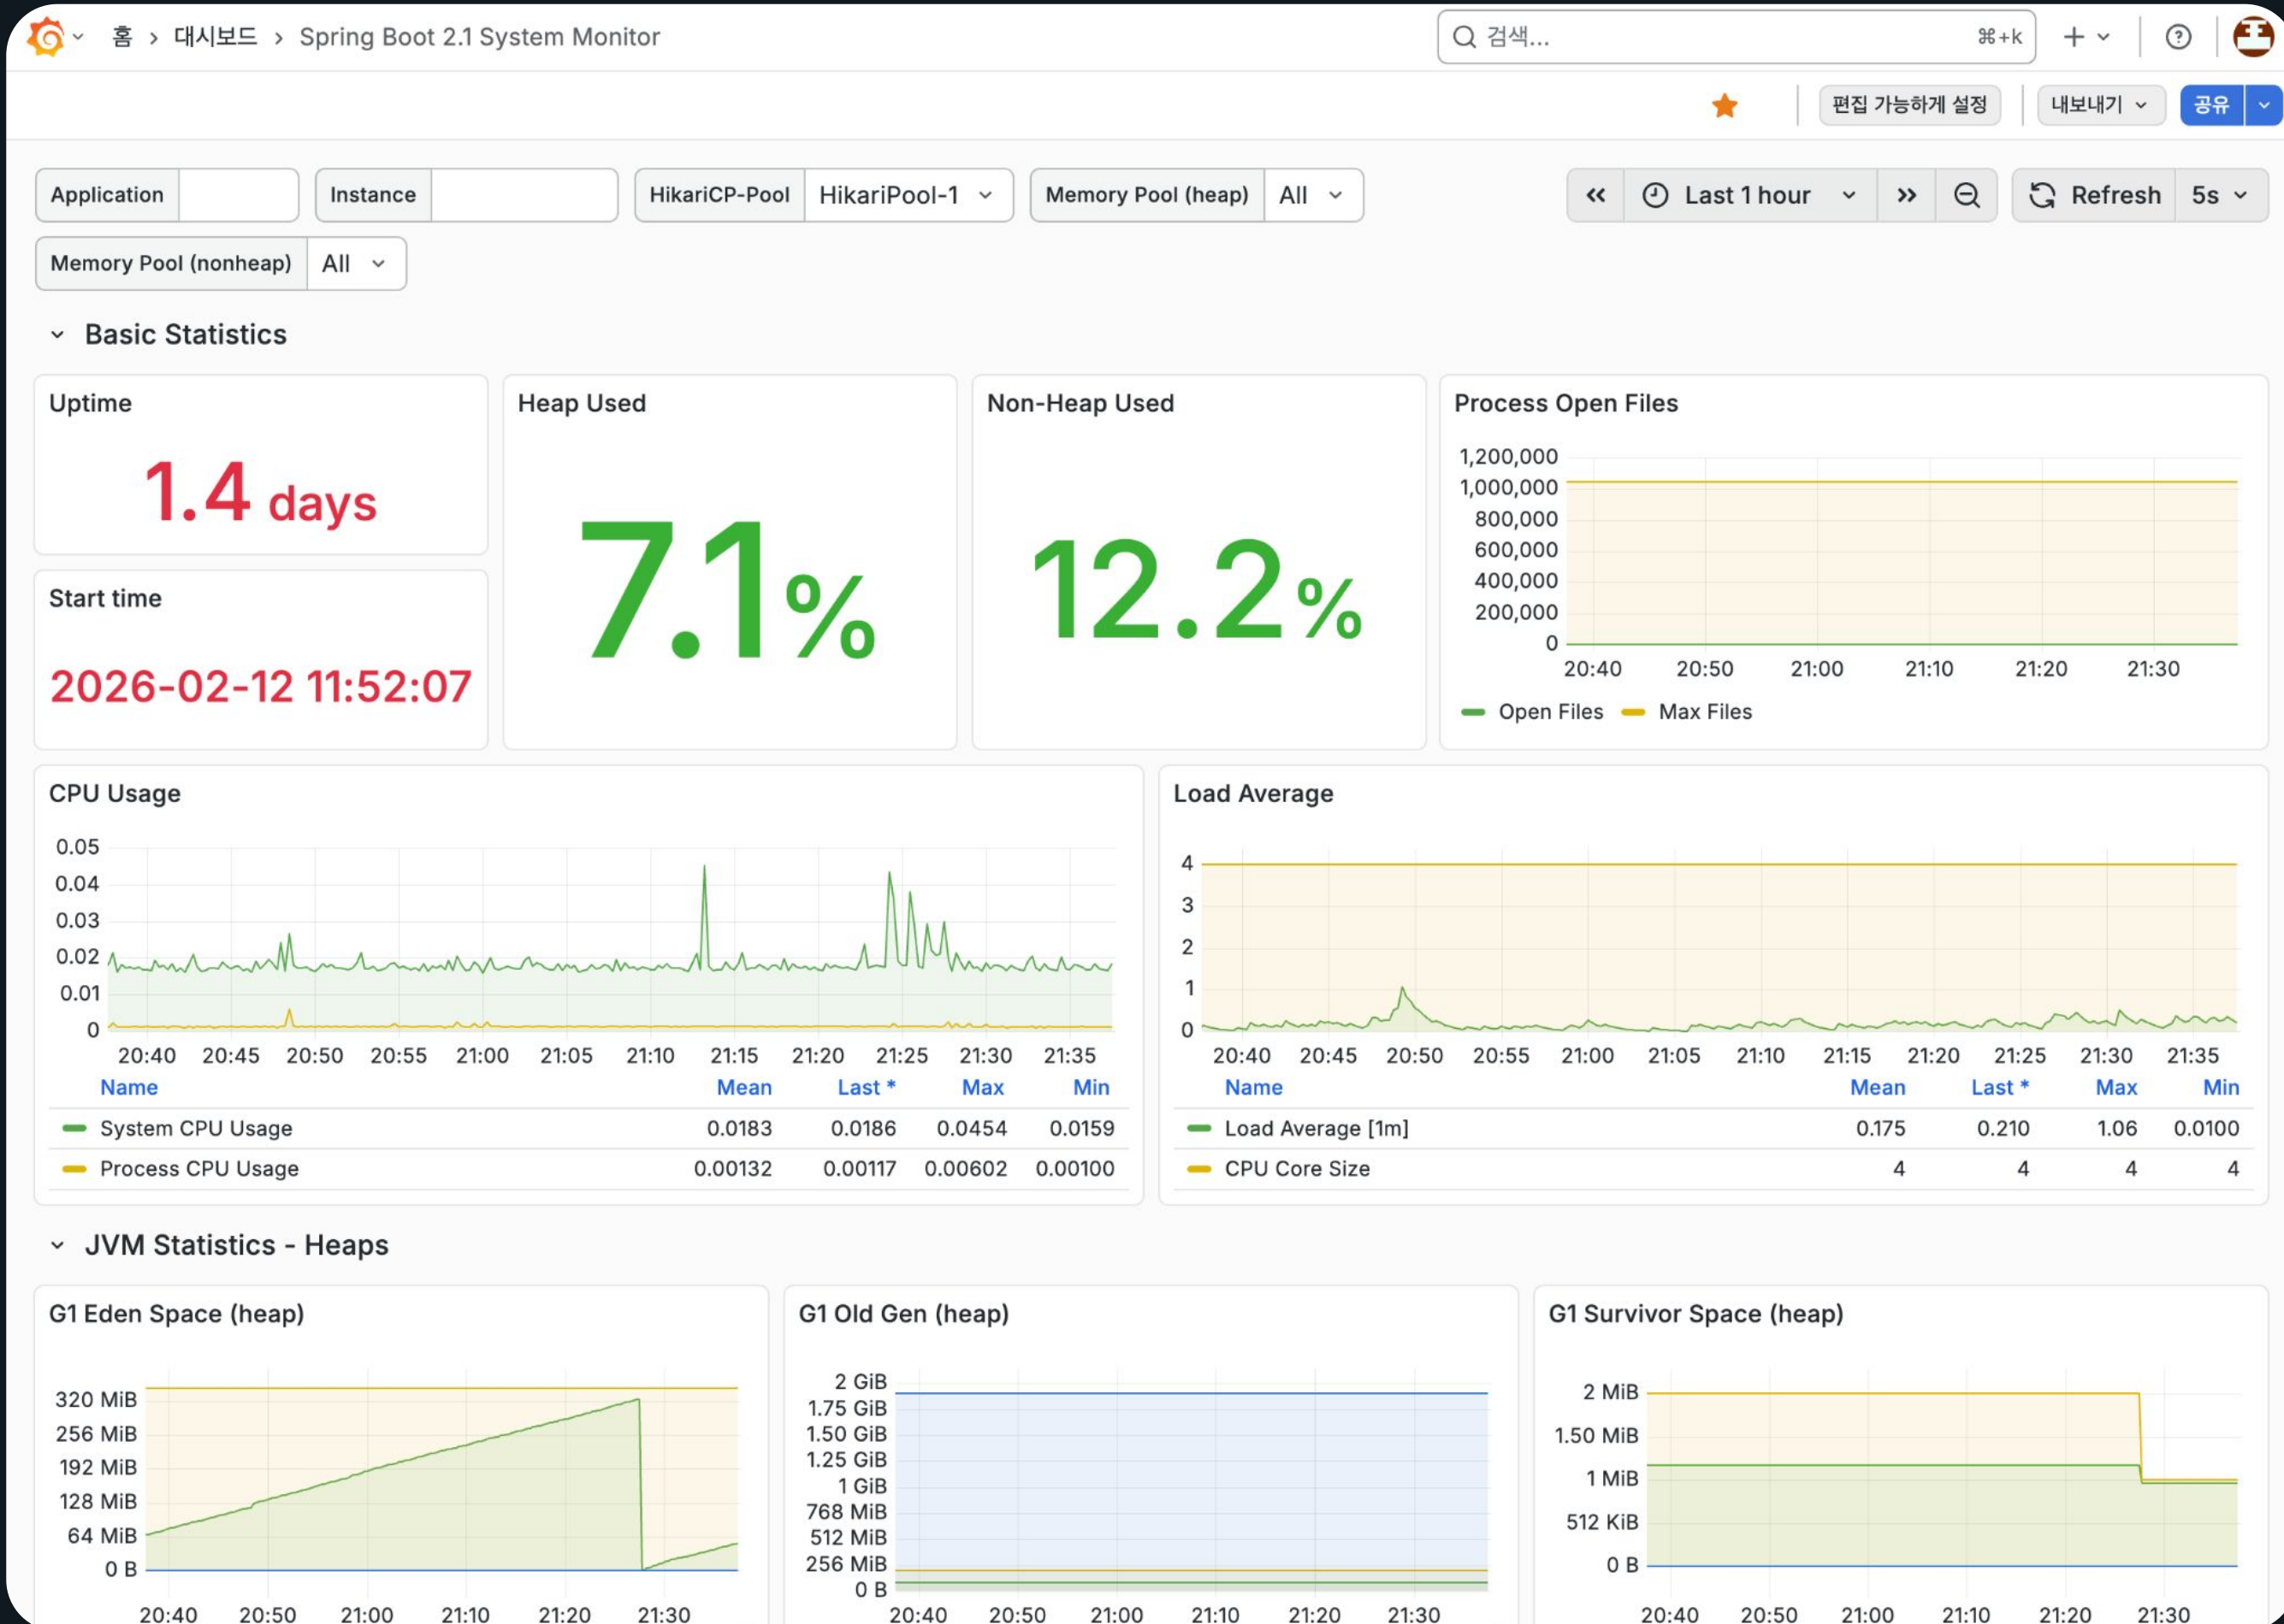 홈 › 대시보드 › Spring Boot 2.1 System Monitor
검색... ⌘+k
편집 가능하게 설정 내보내기 공유
Application Instance HikariCP-Pool HikariPool-1 Memory Pool (heap) All Last 1 hour Refresh 5s
Memory Pool (nonheap) All
Basic Statistics
Uptime
1.4 days
Start time
2026-02-12 11:52:07
Heap Used
7.1%
Non-Heap Used
12.2%
Process Open Files
1,200,000
1,000,000
800,000
600,000
400,000
200,000
0
20:40 20:50 21:00 21:10 21:20 21:30
Open Files Max Files
CPU Usage
0.05
0.04
0.03
0.02
0.01
0
20:40 20:45 20:50 20:55 21:00 21:05 21:10 21:15 21:20 21:25 21:30 21:35
Name Mean Last * Max Min
System CPU Usage 0.0183 0.0186 0.0454 0.0159
Process CPU Usage 0.00132 0.00117 0.00602 0.00100
Load Average
4
3
2
1
0
20:40 20:45 20:50 20:55 21:00 21:05 21:10 21:15 21:20 21:25 21:30 21:35
Name Mean Last * Max Min
Load Average [1m] 0.175 0.210 1.06 0.0100
CPU Core Size 4 4 4 4
JVM Statistics - Heaps
G1 Eden Space (heap)
320 MiB
256 MiB
192 MiB
128 MiB
64 MiB
0 B
20:40 20:50 21:00 21:10 21:20 21:30
G1 Old Gen (heap)
2 GiB
1.75 GiB
1.50 GiB
1.25 GiB
1 GiB
768 MiB
512 MiB
256 MiB
0 B
20:40 20:50 21:00 21:10 21:20 21:30
G1 Survivor Space (heap)
2 MiB
1.50 MiB
1 MiB
512 KiB
0 B
20:40 20:50 21:00 21:10 21:20 21:30